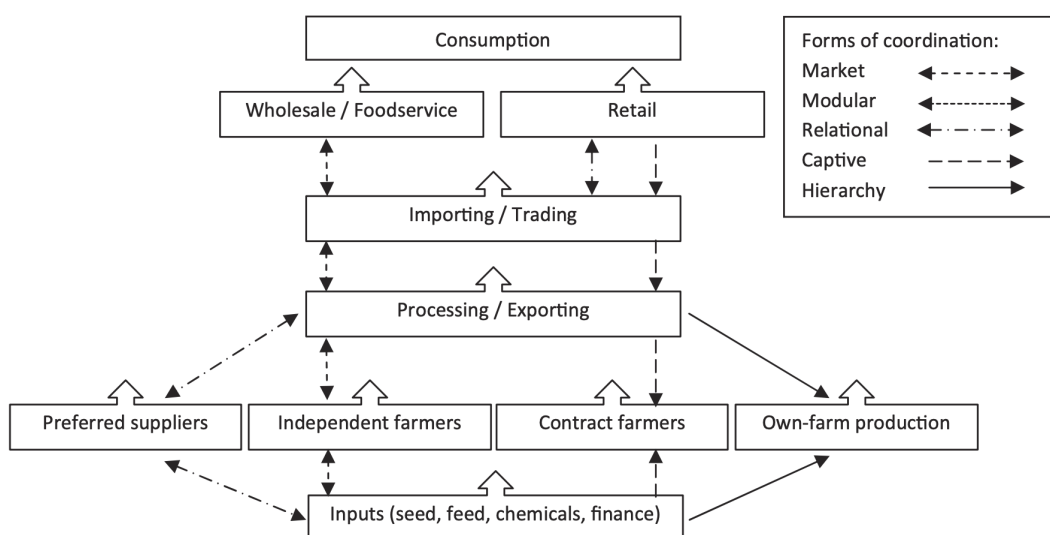 Consumption
Wholesale / Foodservice
Retail
Importing / Trading
Processing / Exporting
Preferred suppliers
Independent farmers
Contract farmers
Own-farm production
Inputs (seed, feed, chemicals, finance)
Forms of coordination:
Market
Modular
Relational
Captive
Hierarchy